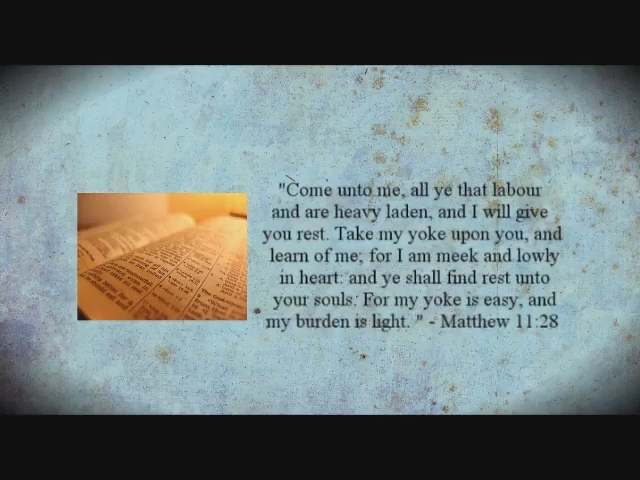 "Come unto me, all ye that labour
and are heavy laden, and I will give
you rest. Take my yoke upon you, and
learn of me; for I am meek and lowly
in heart: and ye shall find rest unto
your souls. For my yoke is easy, and
my burden is light. " - Matthew 11:28